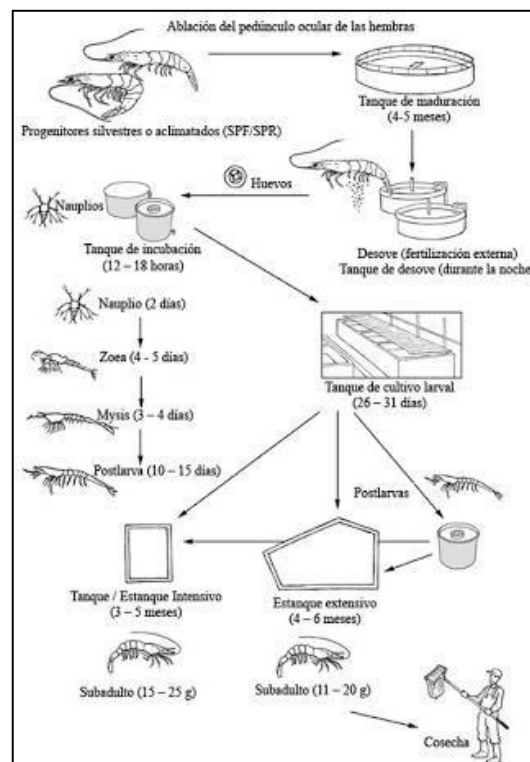 Ablación del pedúnculo ocular de las hembras
Tanque de maduración
(4-5 meses)
Progenitores silvestres o aclimatados (SPF/SPR)
Huevos
Nauplios
Tanque de incubación
(12 – 18 horas)
Desove (fertilización externa)
Tanque de desove (durante la noche
Nauplio (2 días)
Zoea (4 - 5 días)
Mysis (3 – 4 días)
Postlarva (10 – 15 días)
Tanque de cultivo larval
(26 – 31 días)
Postlarvas
Tanque / Estanque Intensivo
(3 – 5 meses)
Estanque extensivo
(4 – 6 meses)
Subadulto (15 – 25 g)
Subadulto (11 – 20 g)
Cosecha